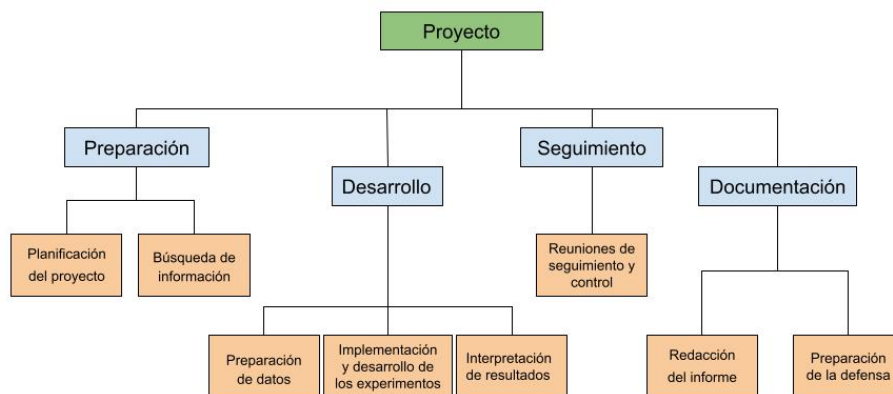 Proyecto
Preparación
Seguimiento
Desarrollo
Documentación
Planificación
del proyecto
Búsqueda de
información
Reuniones de
seguimiento y
control
Preparación
de datos
Implementación
y desarrollo de
los experimentos
Interpretación
de resultados
Redacción
del informe
Preparación
de la defensa